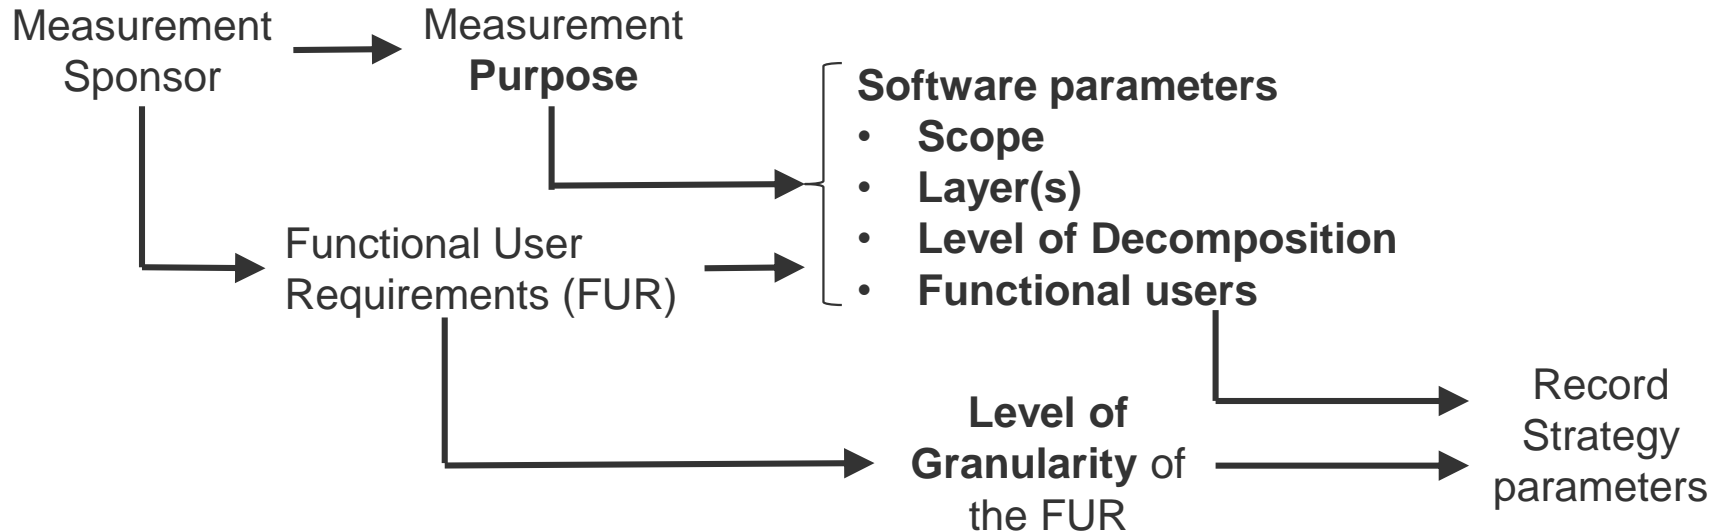 Measurement
Sponsor
Measurement
Purpose
Software parameters
• Scope
• Layer(s)
• Level of Decomposition
• Functional users
Functional User
Requirements (FUR)
Level of
Granularity of
the FUR
Record
Strategy
parameters